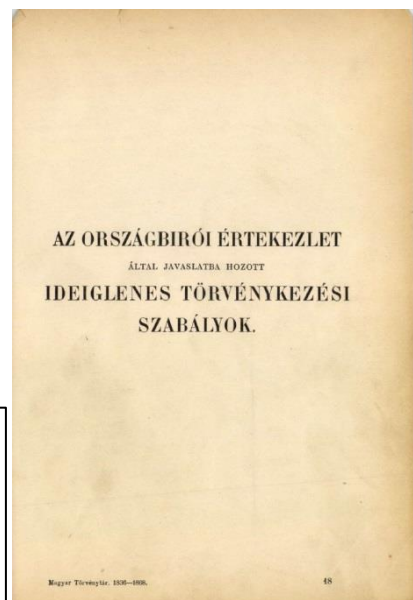 AZ ORSZÁGBIRÓI ÉRTEKEZLET
ÁLTAL JAVASLATBA HOZOTT
IDEIGLENES TÖRVÉNYKEZÉSI
SZABÁLYOK.
Magyar Törvénytár. 1836—1868. 48